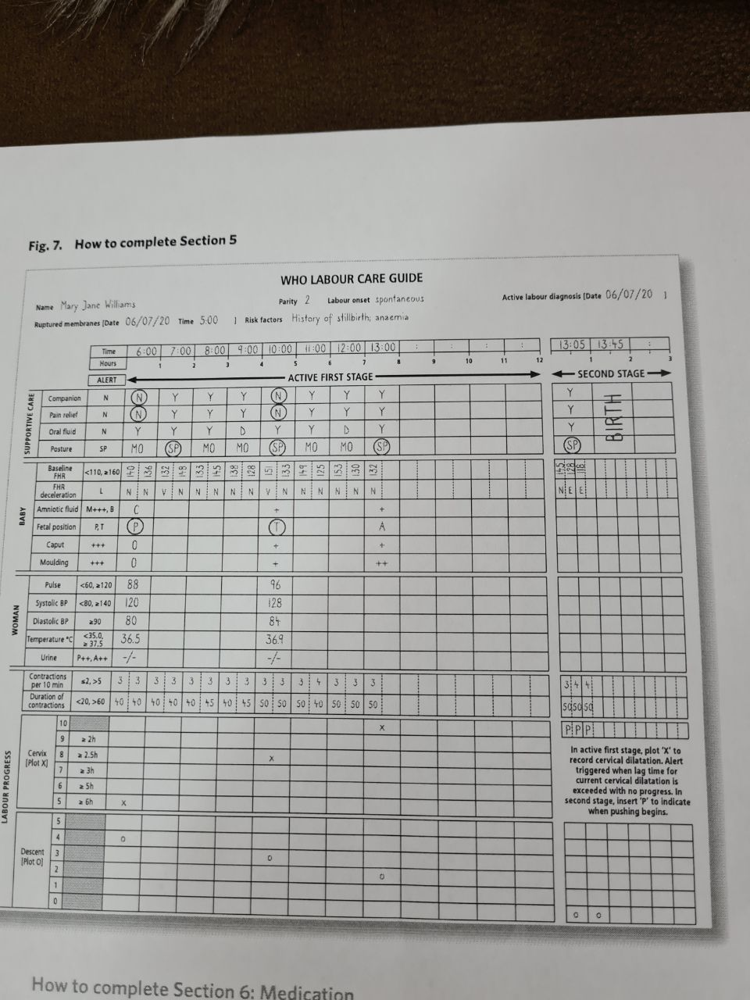 Fig. 7. How to complete Section 5
WHO LABOUR CARE GUIDE
Name Mary Jane Williams Parity 2 Labour onset spontaneous Active labour diagnosis [Date 06/07/20 ]
Ruptured membranes [Date 06/07/20 Time 5:00 ] Risk factors History of stillbirth; anaemia
Time 6:00 7:00 8:00 9:00 10:00 11:00 12:00 13:00 : : : : 13:05 13:45 :
Hours 1 2 3 4 5 6 7 8 9 10 11 12 1 2 3
ALERT ACTIVE FIRST STAGE SECOND STAGE
SUPPORTIVE CARE
Companion N N Y Y Y N Y Y Y Y
Pain relief N N Y Y Y N Y Y Y Y
Oral fluid N Y Y Y D Y Y D Y Y
Posture SP MO SP MO MO SP MO MO SP SP
BIRTH
BABY
Baseline FHR <110, ≥160 140 136 132 148 133 145 138 128 151 133 149 125 153 130 132 145 128 118
FHR deceleration L N N V N N N N N V N N N N N N N E E
Amniotic fluid M+++, B C + +
Fetal position P, T P T A
Caput +++ 0 + +
Moulding +++ 0 + ++
WOMAN
Pulse <60, ≥120 88 96
Systolic BP <80, ≥140 120 128
Diastolic BP ≥90 80 84
Temperature °C <35.0, ≥ 37.5 36.5 36.9
Urine P++, A++ -/- -/-
LABOUR PROGRESS
Contractions per 10 min ≤2, >5 3 3 3 3 3 3 3 3 3 3 3 4 3 3 3 3 4 4
Duration of contractions <20, >60 40 40 40 40 40 45 40 45 50 50 50 40 50 50 50 50 50 50
Cervix [Plot X]
10 X P P P
9 ≥ 2h
8 ≥ 2.5h X
7 ≥ 3h
6 ≥ 5h
5 ≥ 6h X
In active first stage, plot 'X' to
record cervical dilatation. Alert
triggered when lag time for
current cervical dilatation is
exceeded with no progress. In
second stage, insert 'P' to indicate
when pushing begins.
Descent [Plot O]
5
4 O
3 O
2 O
1
0 O O
How to complete Section 6: Medication